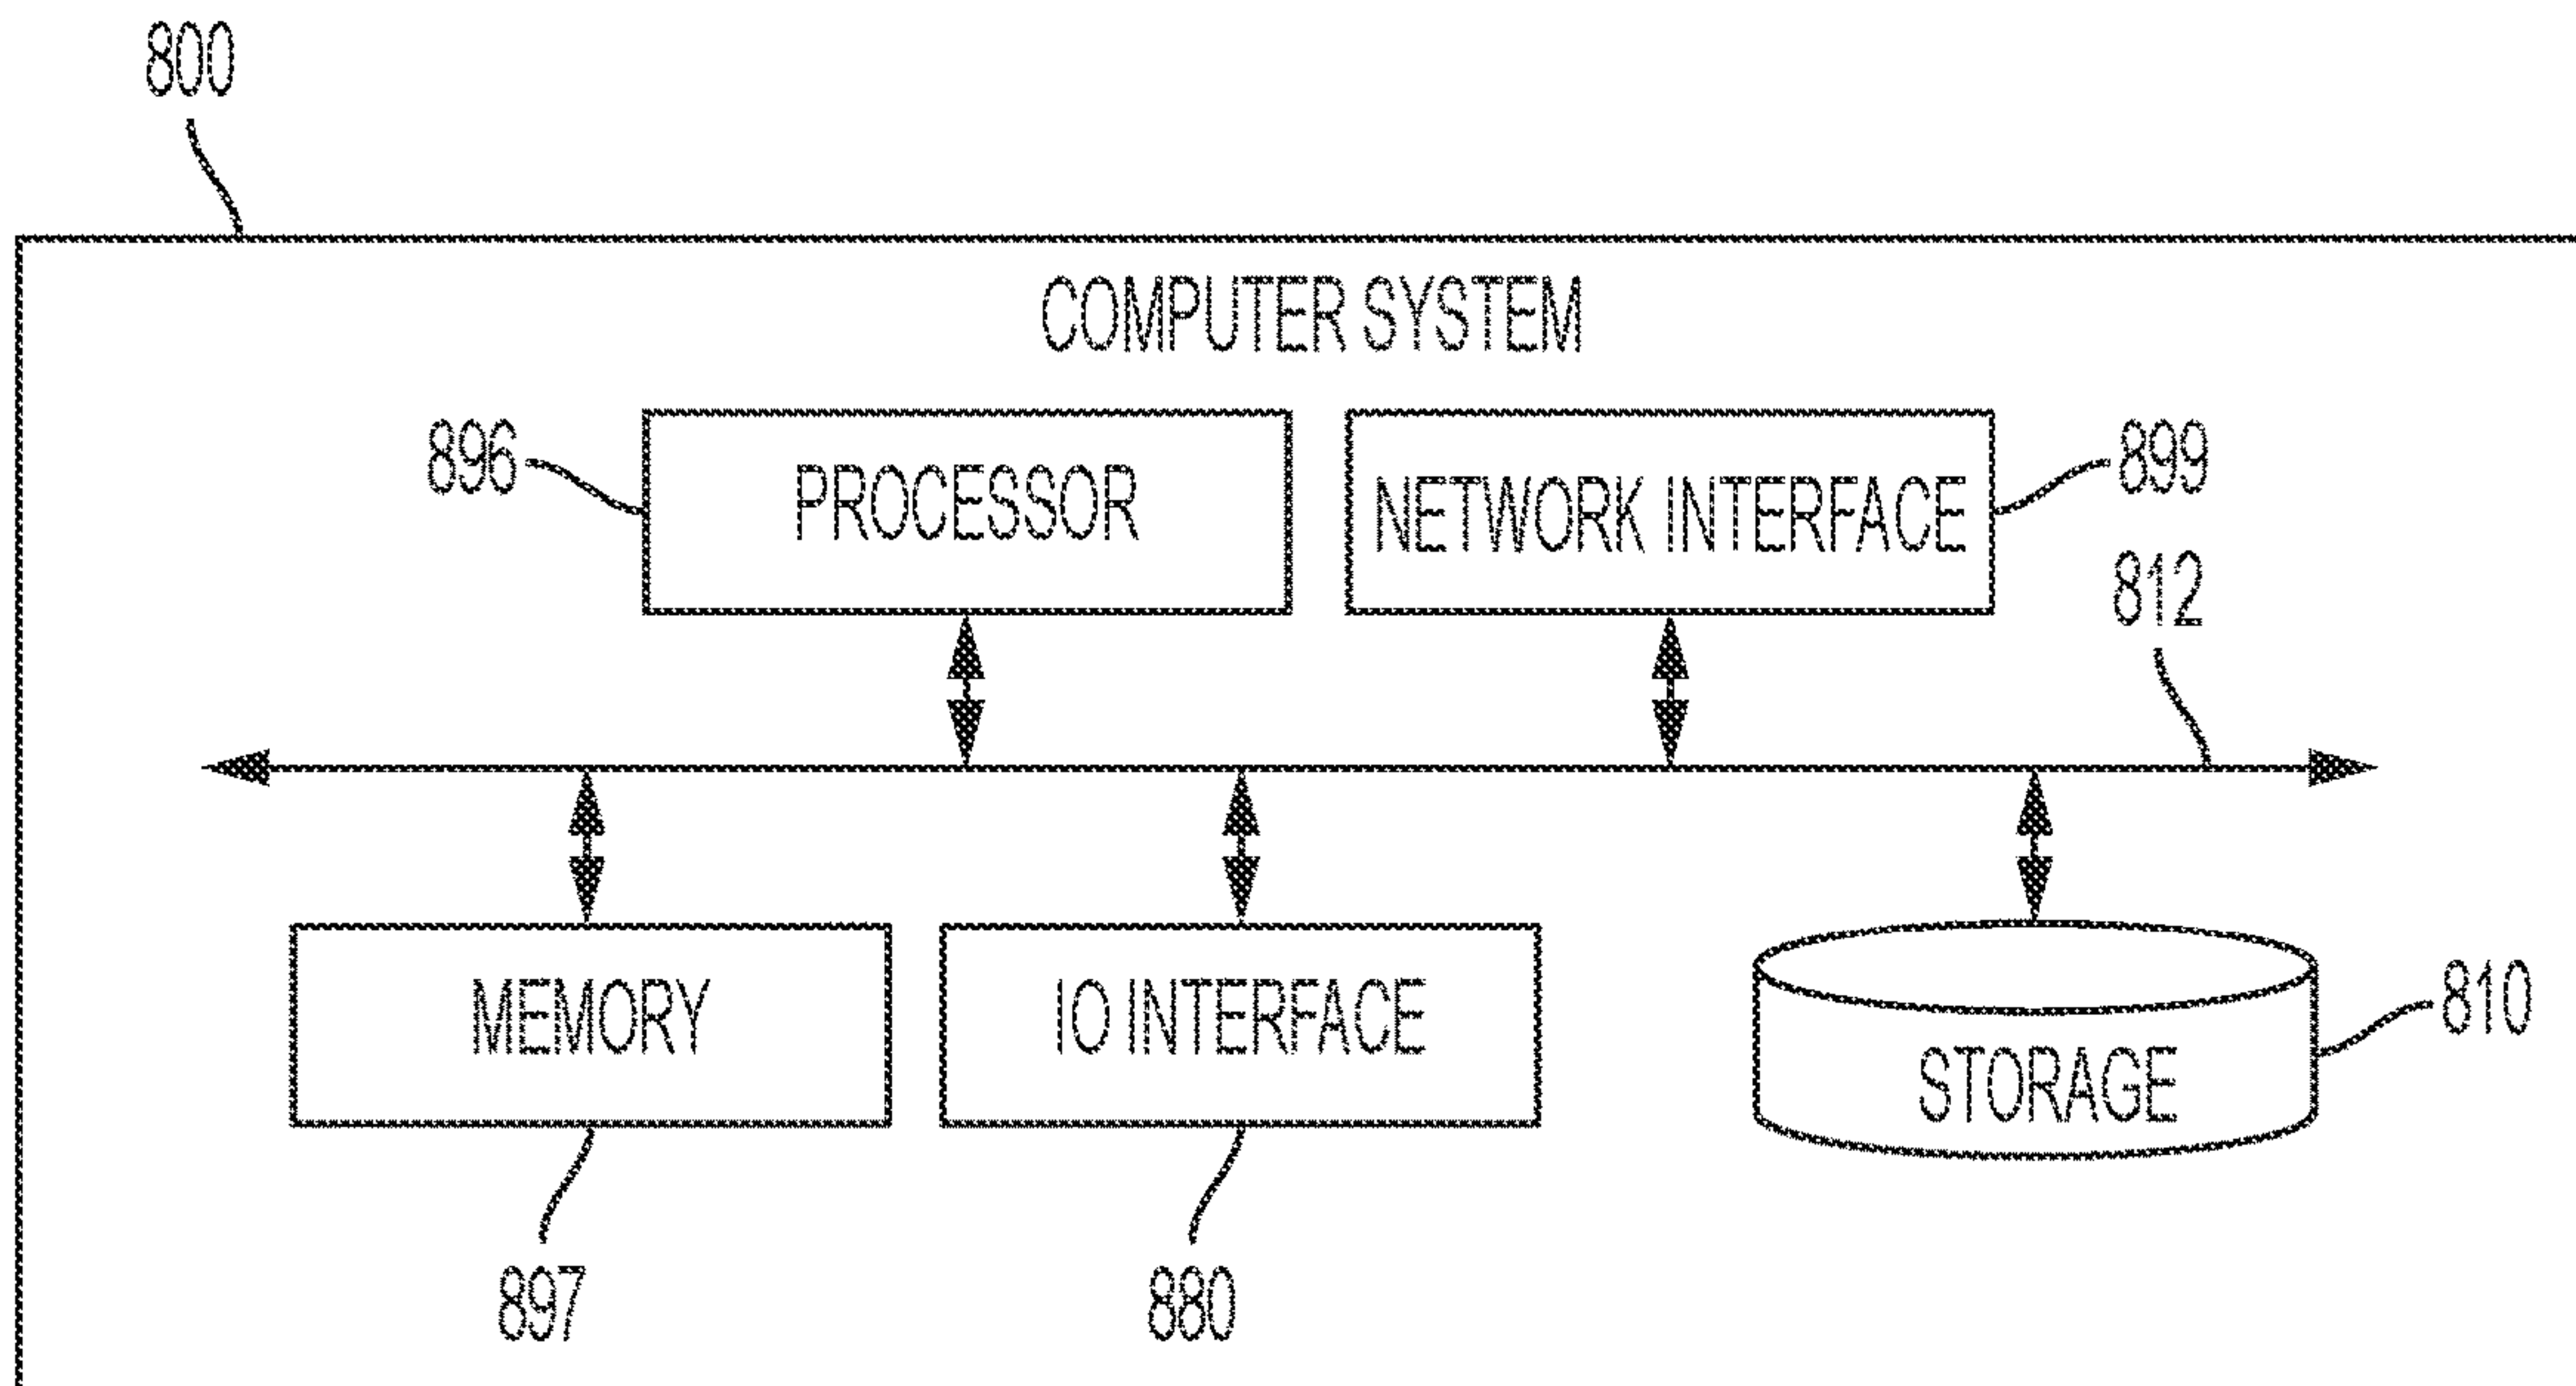 800
COMPUTER SYSTEM
896
PROCESSOR
NETWORK INTERFACE
899
812
MEMORY
IO INTERFACE
STORAGE
810
897
880